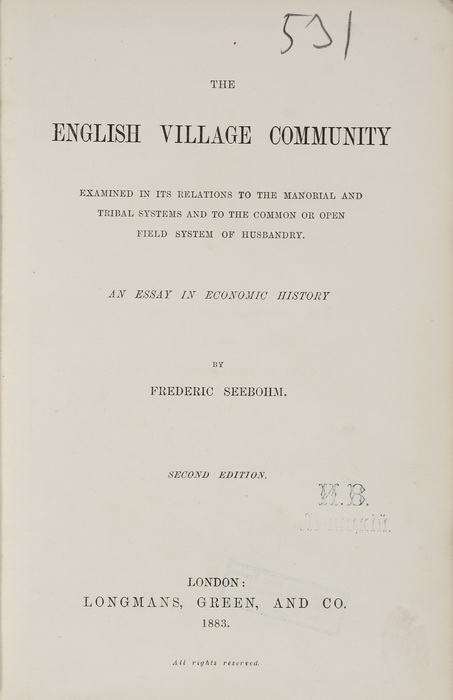 531
THE
ENGLISH VILLAGE COMMUNITY
EXAMINED IN ITS RELATIONS TO THE MANORIAL AND
TRIBAL SYSTEMS AND TO THE COMMON OR OPEN
FIELD SYSTEM OF HUSBANDRY.
AN ESSAY IN ECONOMIC HISTORY
BY
FREDERIC SEEBOHM.
SECOND EDITION.
И.В.
LONDON:
LONGMANS, GREEN, AND CO.
1883.
All rights reserved.